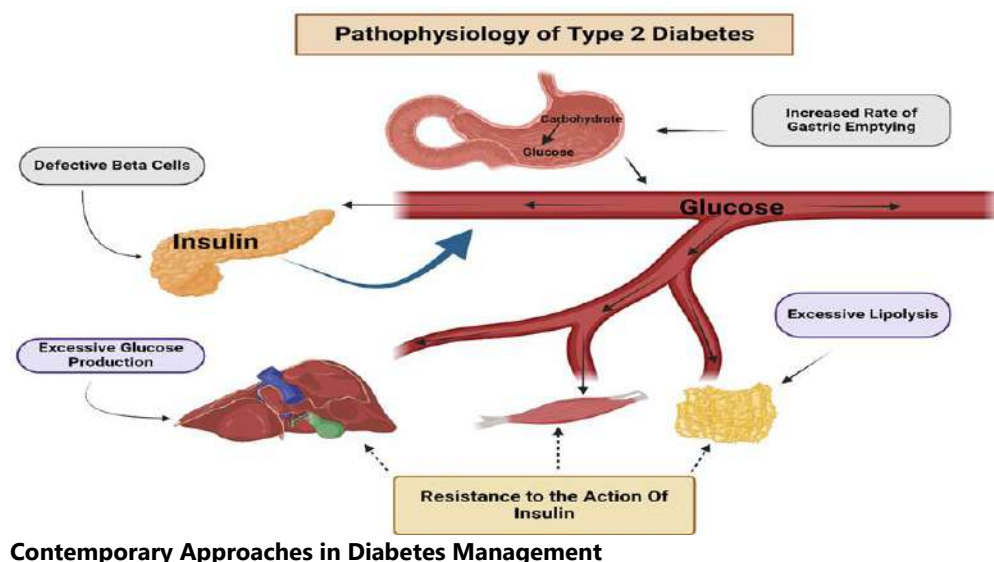 Pathophysiology of Type 2 Diabetes
Carbohydrate
Glucose
Increased Rate of
Gastric Emptying
Defective Beta Cells
Glucose
Insulin
Excessive Lipolysis
Excessive Glucose
Production
Resistance to the Action Of
Insulin
Contemporary Approaches in Diabetes Management